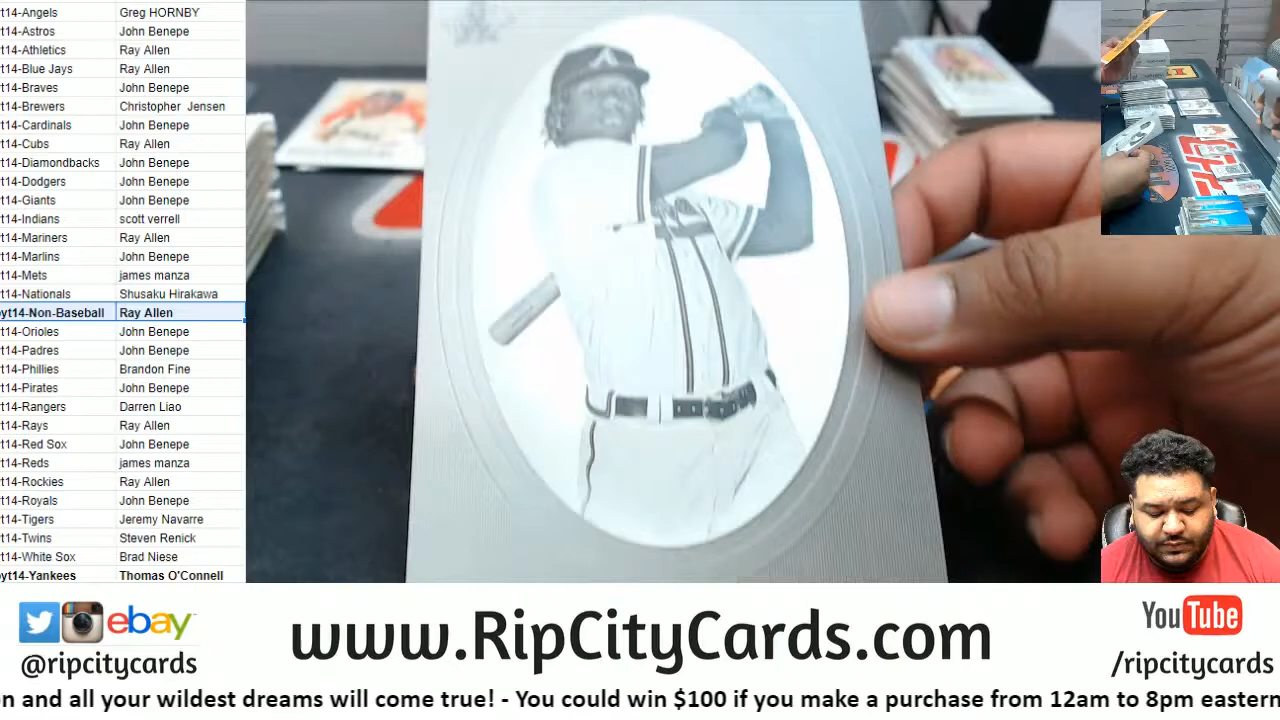 t14-Angels Greg HORNBY
t14-Astros John Benepe
t14-Athletics Ray Allen
t14-Blue Jays Ray Allen
t14-Braves John Benepe
t14-Brewers Christopher Jensen
t14-Cardinals John Benepe
t14-Cubs Ray Allen
t14-Diamondbacks John Benepe
t14-Dodgers John Benepe
t14-Giants John Benepe
t14-Indians scott verrell
t14-Mariners Ray Allen
t14-Marlins John Benepe
t14-Mets james manza
t14-Nationals Shusaku Hirakawa
yt14-Non-Baseball Ray Allen
t14-Orioles John Benepe
t14-Padres John Benepe
t14-Phillies Brandon Fine
t14-Pirates John Benepe
t14-Rangers Darren Liao
t14-Rays Ray Allen
t14-Red Sox John Benepe
t14-Reds james manza
t14-Rockies Ray Allen
t14-Royals John Benepe
t14-Tigers Jeremy Navarre
t14-Twins Steven Renick
t14-White Sox Brad Niese
yt14-Yankees Thomas O'Connell
A
ebay
@ripcitycards
www.RipCityCards.com
YouTube
/ripcitycards
n and all your wildest dreams will come true! - You could win $100 if you make a purchase from 12am to 8pm eastern